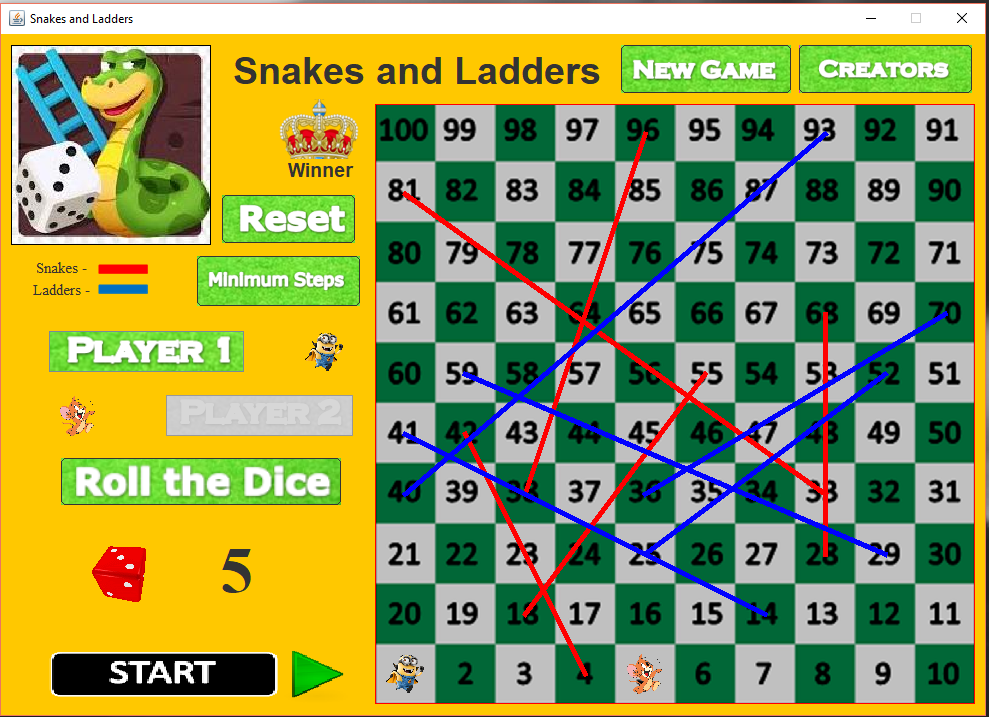 Snakes and Ladders
Snakes and Ladders
NEW GAME
CREATORS
Winner
Reset
Snakes -
Ladders -
Minimum Steps
PLAYER 1
PLAYER 2
Roll the Dice
5
START
100 99 98 97 96 95 94 93 92 91
81 82 83 84 85 86 87 88 89 90
80 79 78 77 76 75 74 73 72 71
61 62 63 64 65 66 67 68 69 70
60 59 58 57 56 55 54 53 52 51
41 42 43 44 45 46 47 48 49 50
40 39 38 37 36 35 34 33 32 31
21 22 23 24 25 26 27 28 29 30
20 19 18 17 16 15 14 13 12 11
2 3 4 6 7 8 9 10